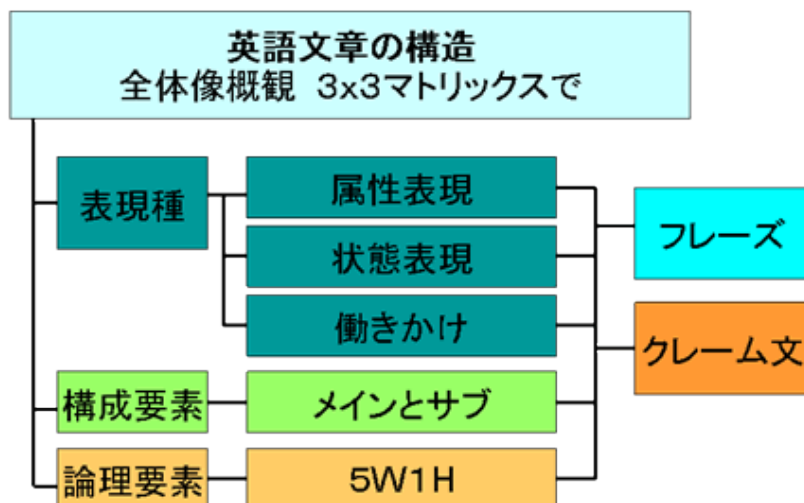 英語文章の構造
全体像概観 3x3マトリックスで
表現種
属性表現
状態表現
働きかけ
フレーズ
クレーム文
構成要素
メインとサブ
論理要素
5W1H